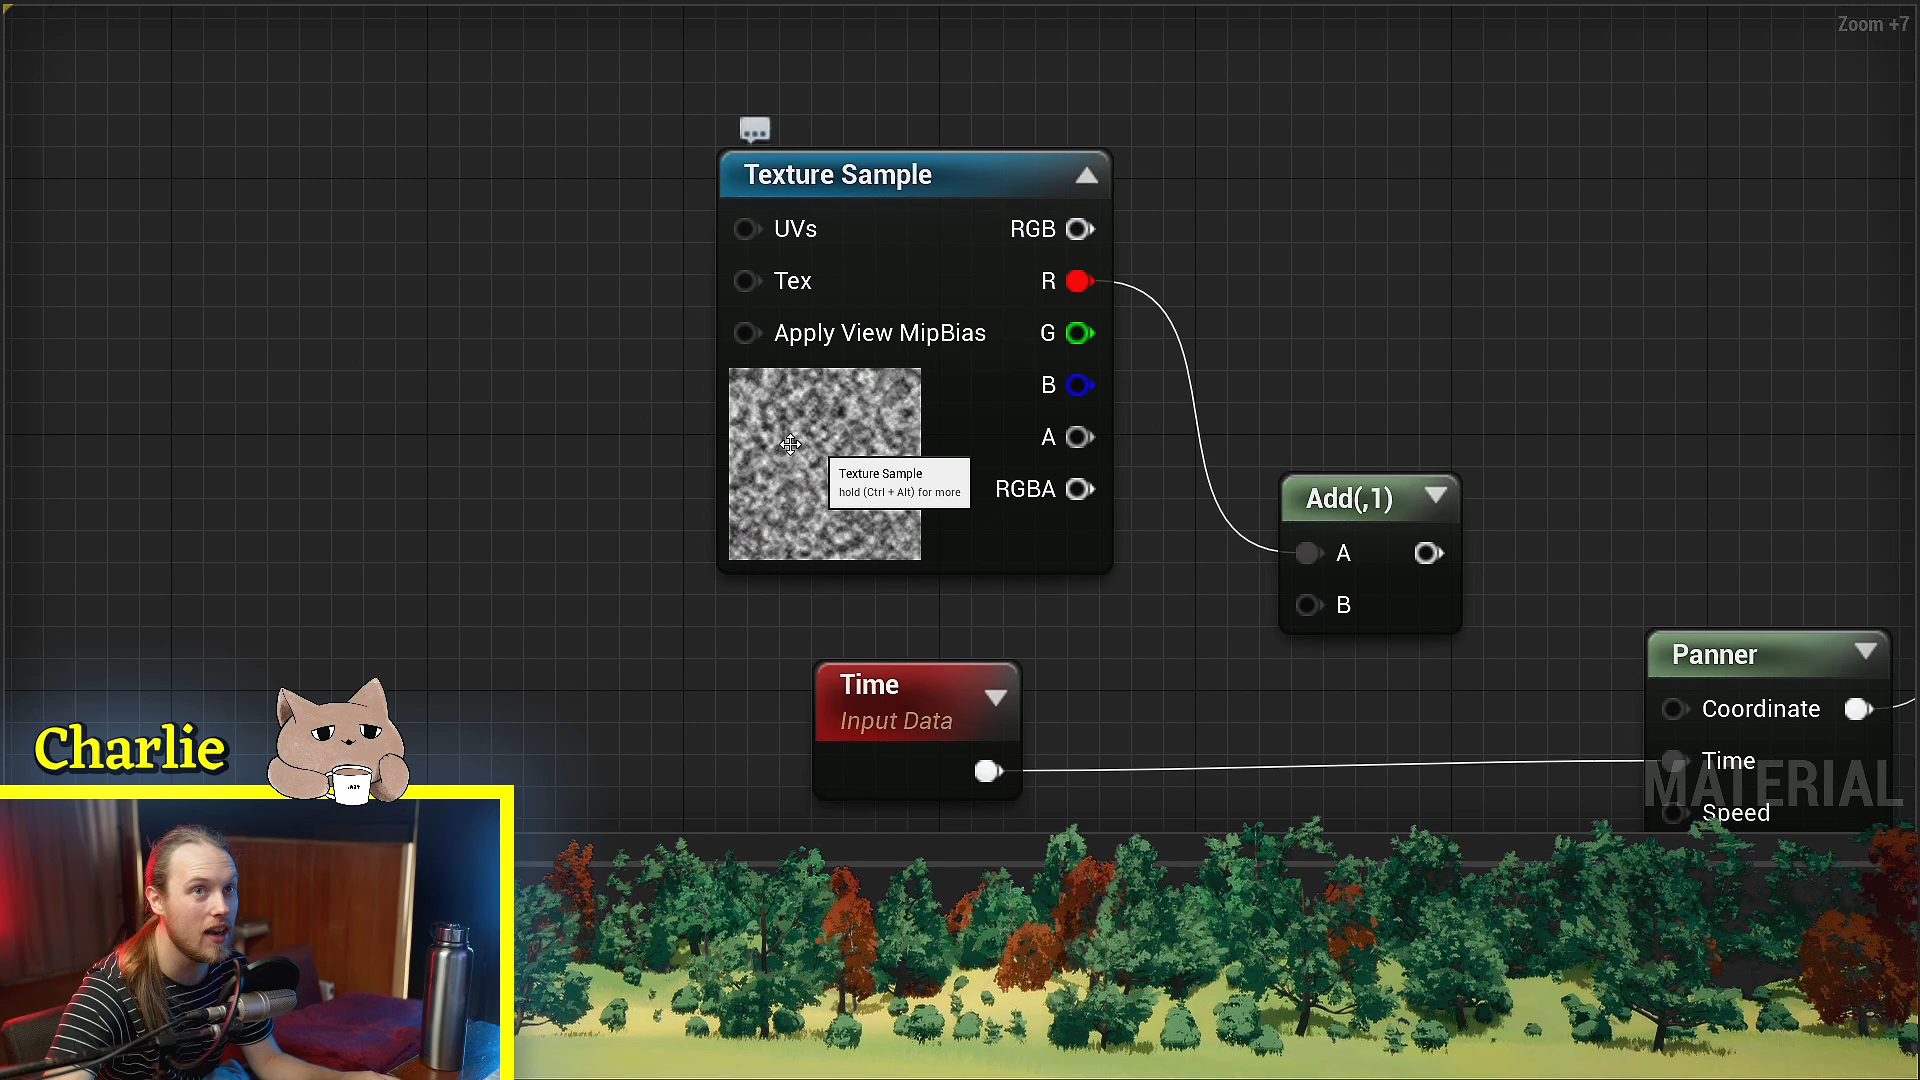 Zoom +7
Texture Sample
UVs
RGB
Tex
R
Apply View MipBias
G
B
A
RGBA
Texture Sample
hold (Ctrl + Alt) for more
Add(,1)
A
B
Time
Input Data
Panner
Coordinate
Time
Speed
MATERIAL
Charlie